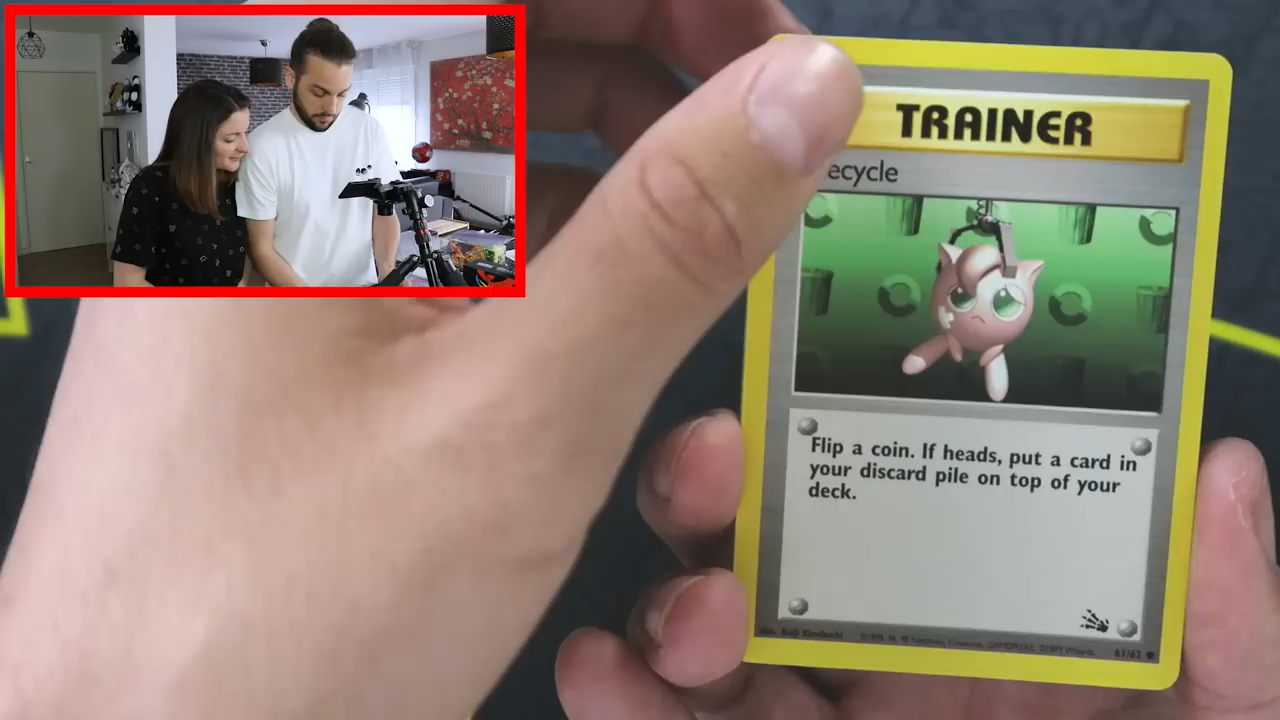 TRAINER
ecycle
Flip a coin. If heads, put a card in
your discard pile on top of your
deck.
61/62